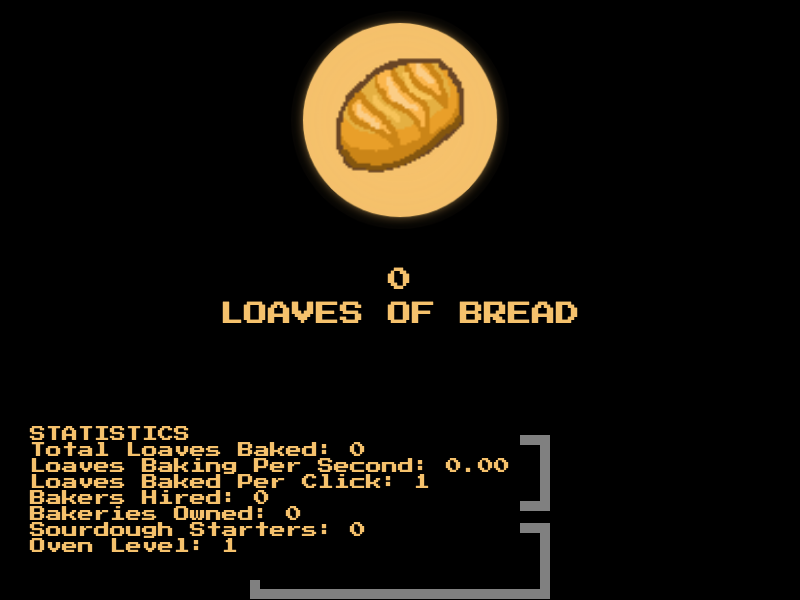 0
LOAVES OF BREAD
STATISTICS
Total Loaves Baked: 0
Loaves Baking Per Second: 0.00
Loaves Baked Per Click: 1
Bakers Hired: 0
Bakeries Owned: 0
Sourdough Starters: 0
Oven Level: 1